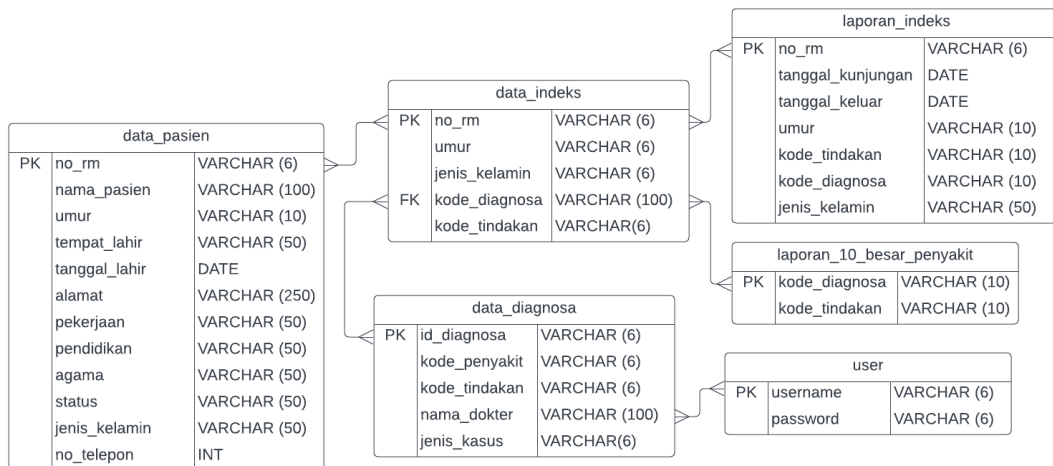 data_pasien
PK no_rm VARCHAR (6)
nama_pasien VARCHAR (100)
umur VARCHAR (10)
tempat_lahir VARCHAR (50)
tanggal_lahir DATE
alamat VARCHAR (250)
pekerjaan VARCHAR (50)
pendidikan VARCHAR (50)
agama VARCHAR (50)
status VARCHAR (50)
jenis_kelamin VARCHAR (50)
no_telepon INT
data_indeks
PK no_rm VARCHAR (6)
umur VARCHAR (6)
jenis_kelamin VARCHAR (6)
FK kode_diagnosa VARCHAR (100)
kode_tindakan VARCHAR(6)
data_diagnosa
PK id_diagnosa VARCHAR (6)
kode_penyakit VARCHAR (6)
kode_tindakan VARCHAR (6)
nama_dokter VARCHAR (100)
jenis_kasus VARCHAR(6)
laporan_indeks
PK no_rm VARCHAR (6)
tanggal_kunjungan DATE
tanggal_keluar DATE
umur VARCHAR (10)
kode_tindakan VARCHAR (10)
kode_diagnosa VARCHAR (10)
jenis_kelamin VARCHAR (50)
laporan_10_besar_penyakit
PK kode_diagnosa VARCHAR (10)
kode_tindakan VARCHAR (10)
user
PK username VARCHAR (6)
password VARCHAR (6)